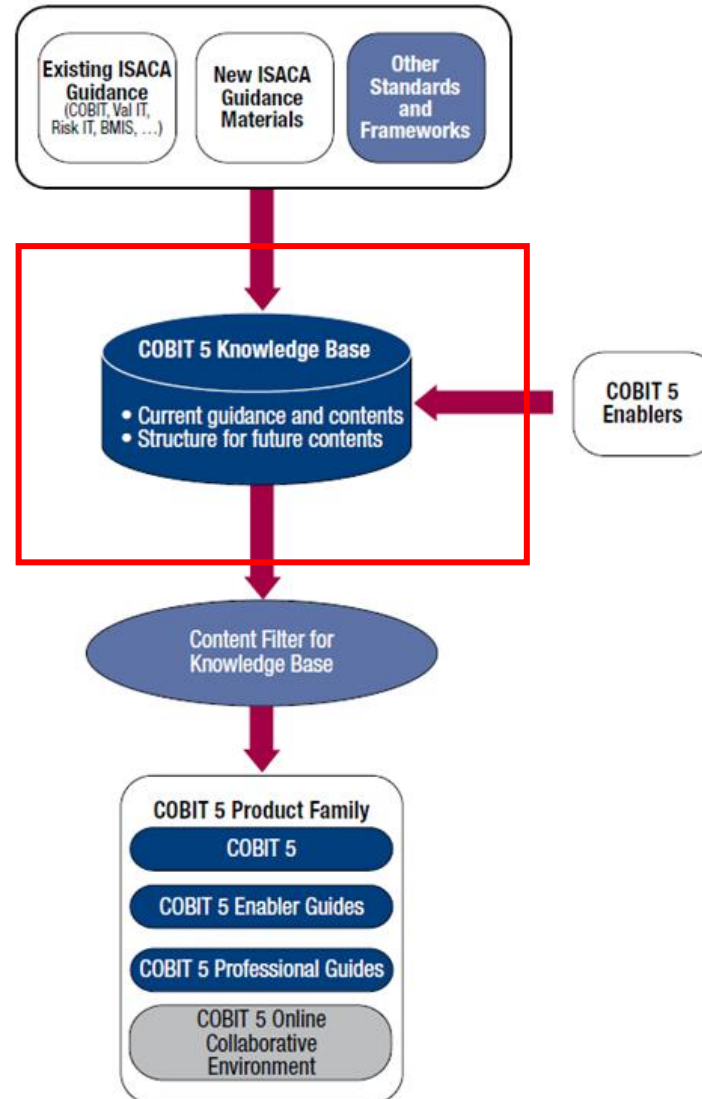 Existing ISACA
Guidance
(COBIT, Val IT,
Risk IT, BMIS, …)
New ISACA
Guidance
Materials
Other
Standards
and
Frameworks
COBIT 5 Knowledge Base
• Current guidance and contents
• Structure for future contents
COBIT 5
Enablers
Content Filter for
Knowledge Base
COBIT 5 Product Family
COBIT 5
COBIT 5 Enabler Guides
COBIT 5 Professional Guides
COBIT 5 Online
Collaborative
Environment